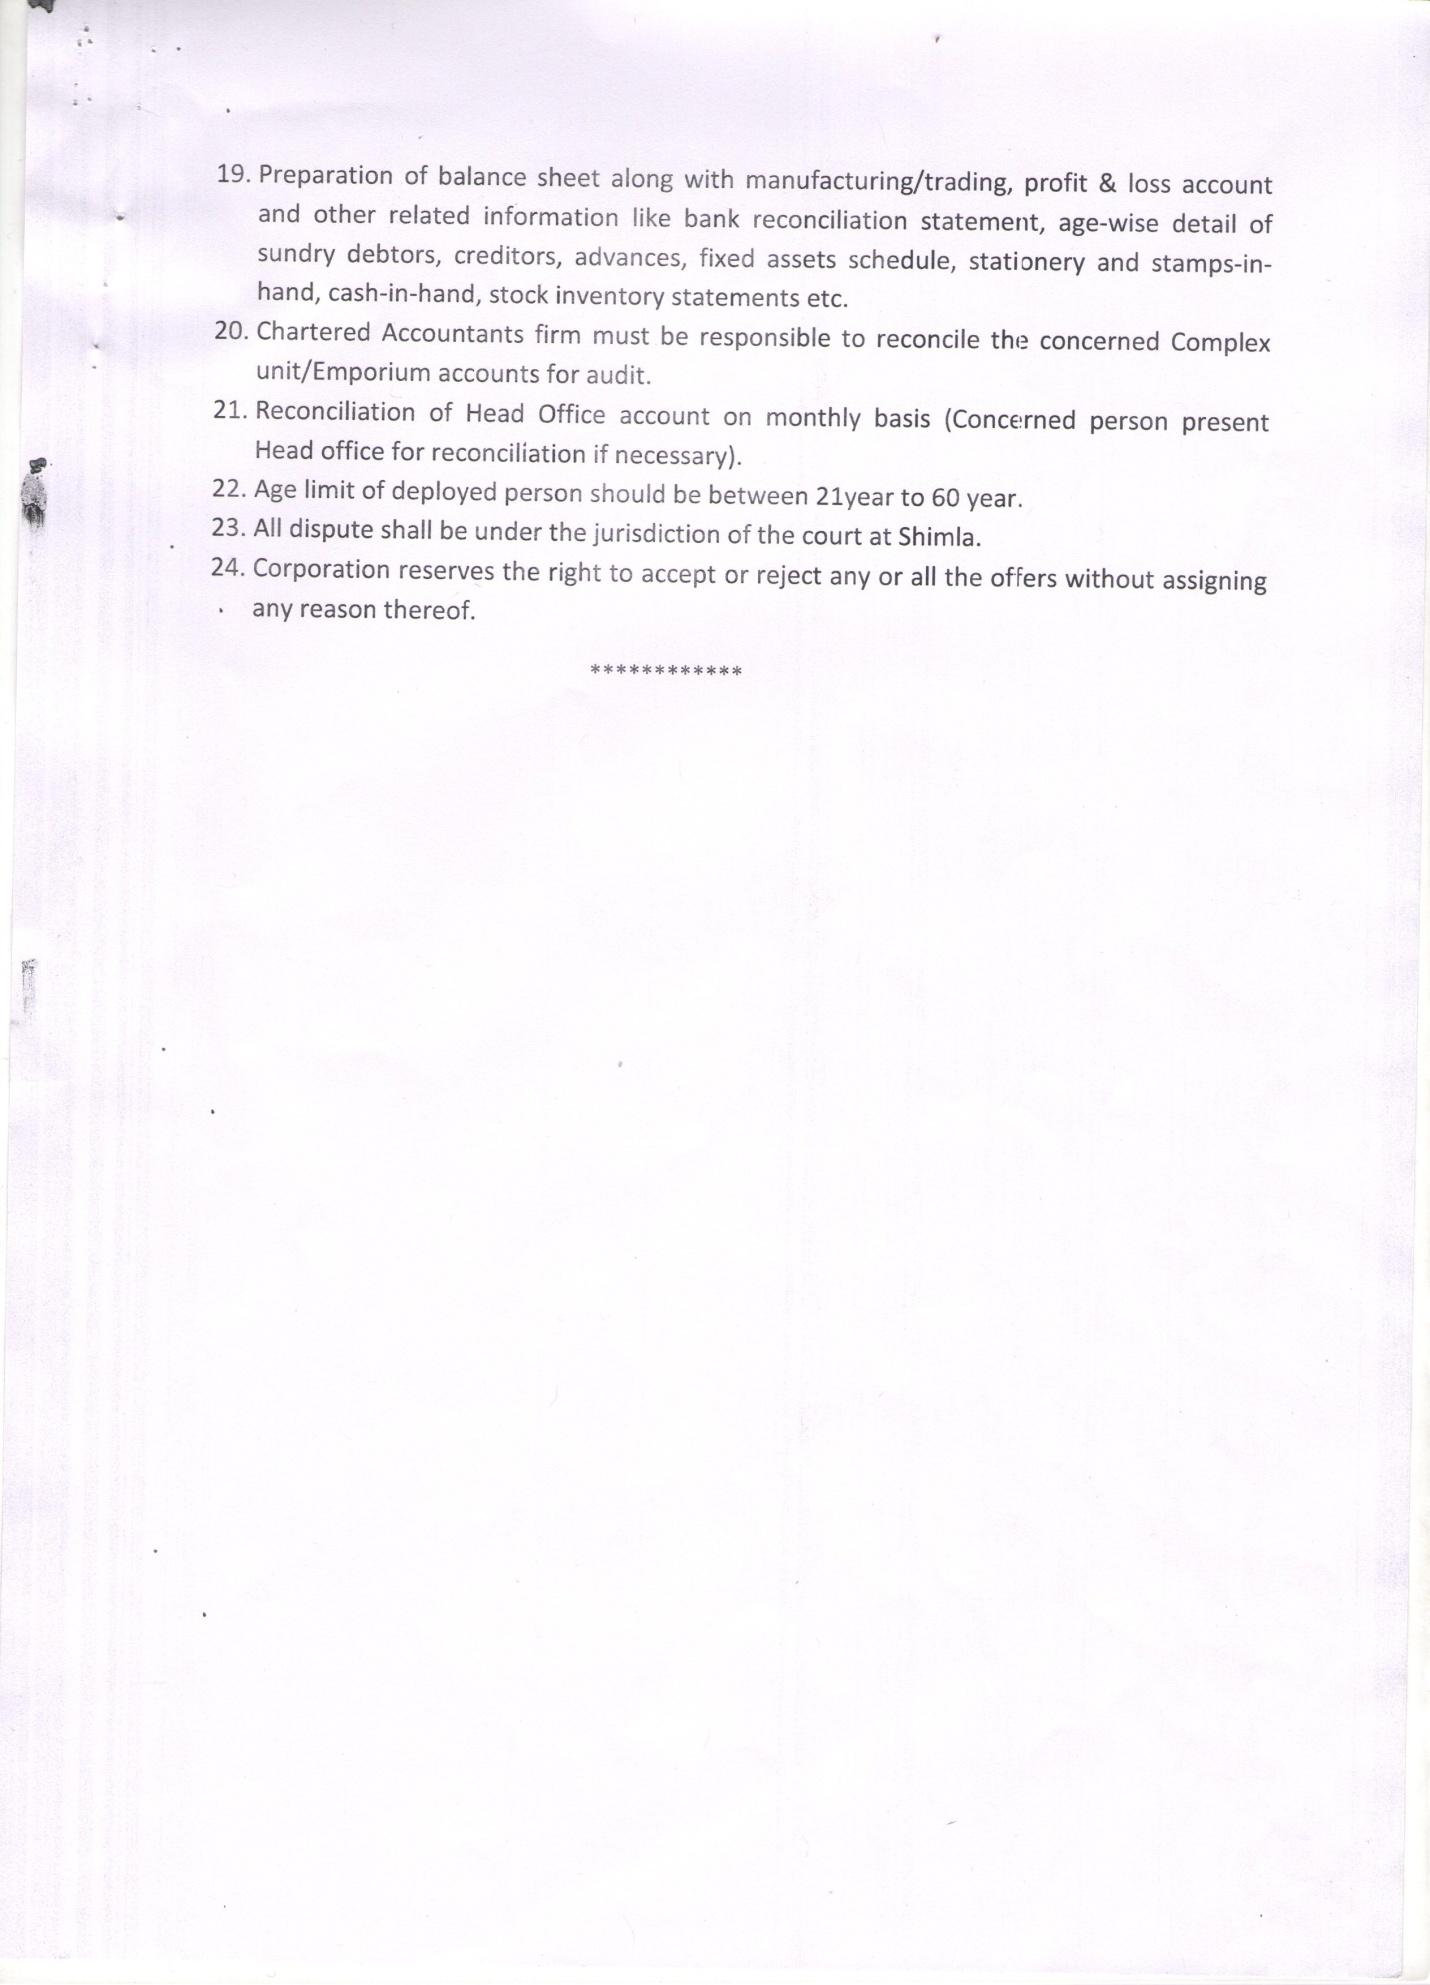 19. Preparation of balance sheet along with manufacturing/trading, profit & loss account
and other related information like bank reconciliation statement, age-wise detail of
sundry debtors, creditors, advances, fixed assets schedule, stationery and stamps-in-
hand, cash-in-hand, stock inventory statements etc.
20. Chartered Accountants firm must be responsible to reconcile the concerned Complex
unit/Emporium accounts for audit.
21. Reconciliation of Head Office account on monthly basis (Concerned person present
Head office for reconciliation if necessary).
22. Age limit of deployed person should be between 21year to 60 year.
23. All dispute shall be under the jurisdiction of the court at Shimla.
24. Corporation reserves the right to accept or reject any or all the offers without assigning
any reason thereof.
************